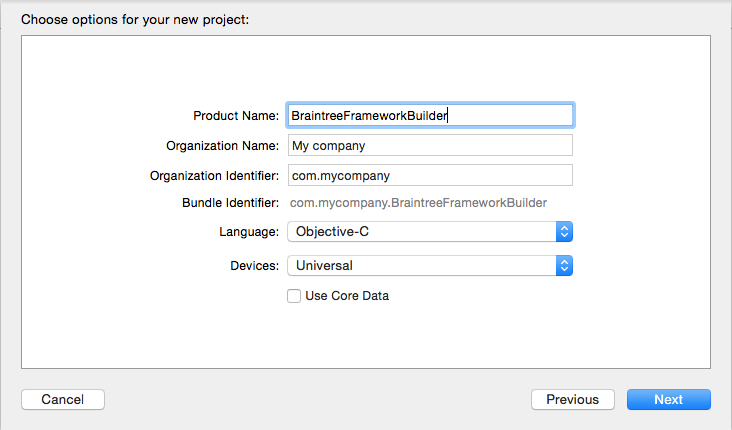 Choose options for your new project:
Product Name: BraintreeFrameworkBuilder
Organization Name: My company
Organization Identifier: com.mycompany
Bundle Identifier: com.mycompany.BraintreeFrameworkBuilder
Language: Objective-C
Devices: Universal
Use Core Data
Cancel Previous Next